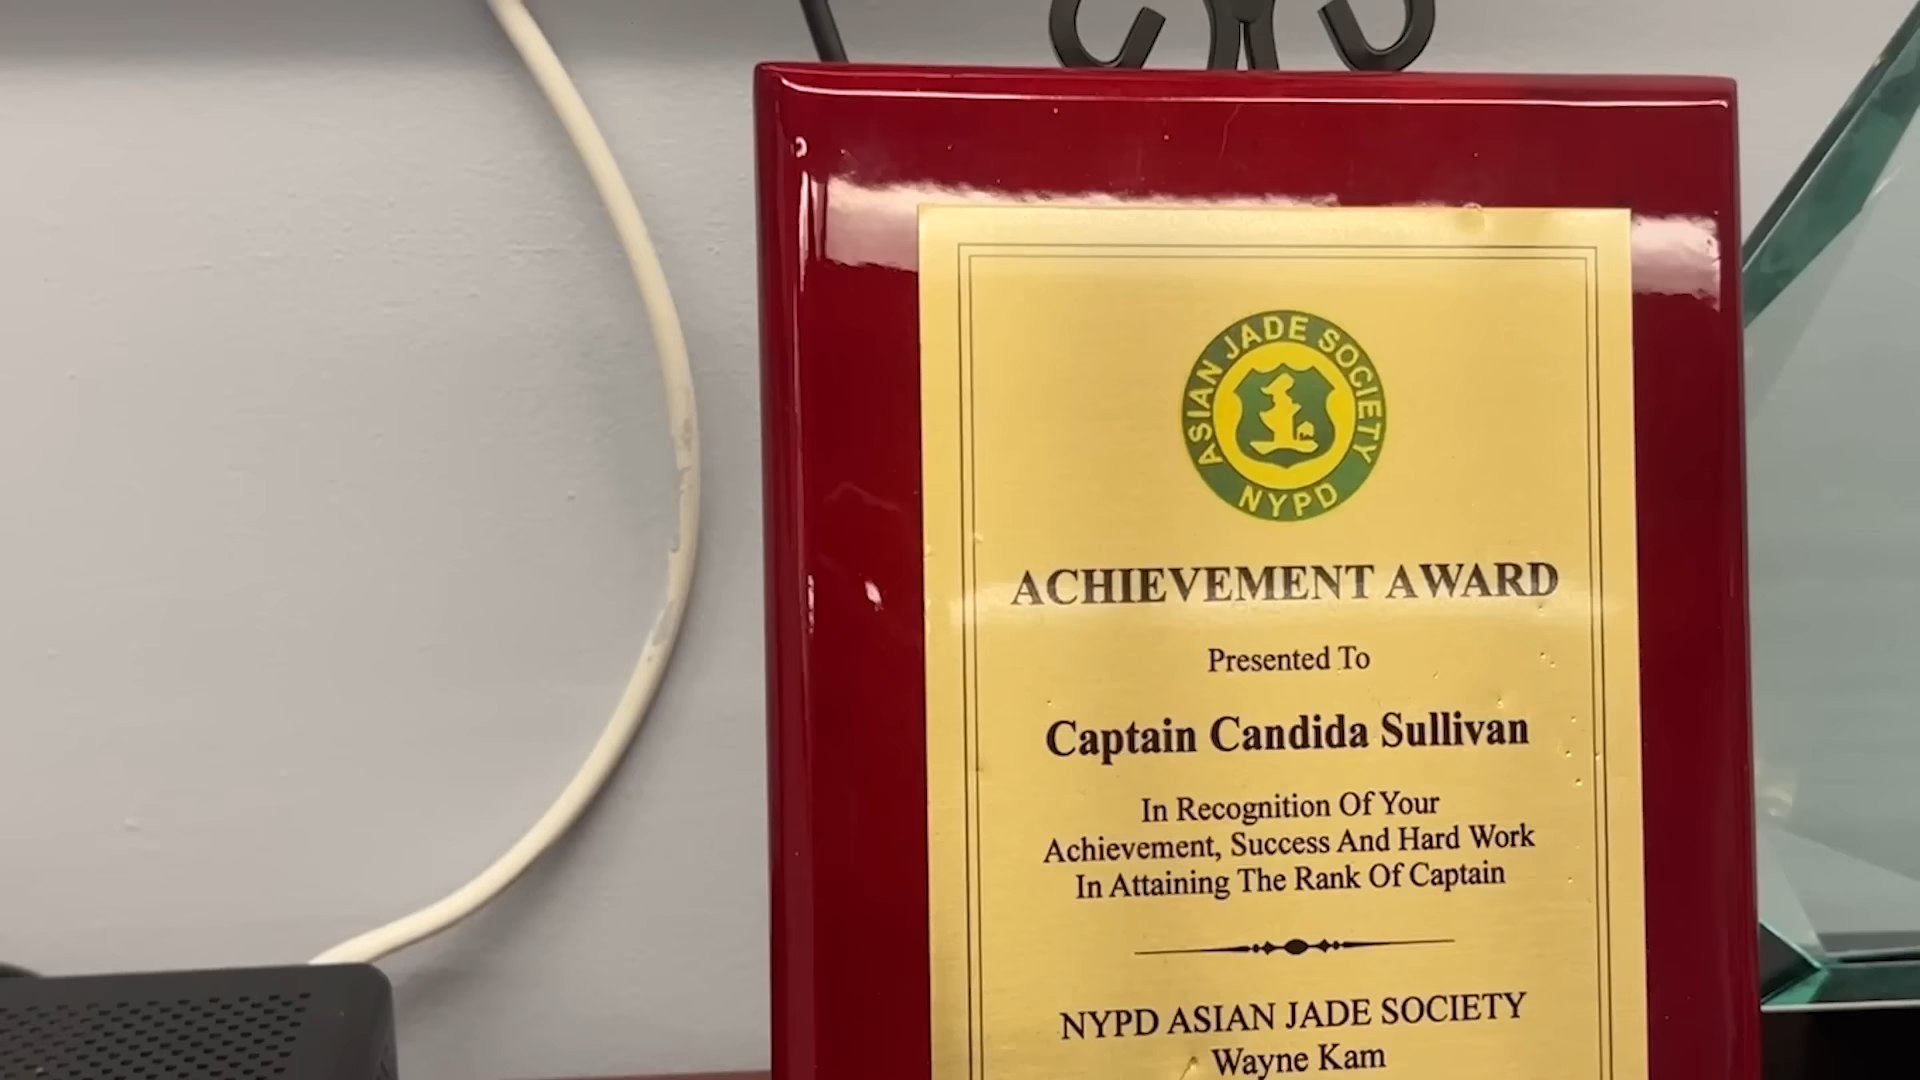 ASIAN JADE SOCIETY
NYPD
ACHIEVEMENT AWARD
Presented To
Captain Candida Sullivan
In Recognition Of Your
Achievement, Success And Hard Work
In Attaining The Rank Of Captain
NYPD ASIAN JADE SOCIETY
Wayne Kam